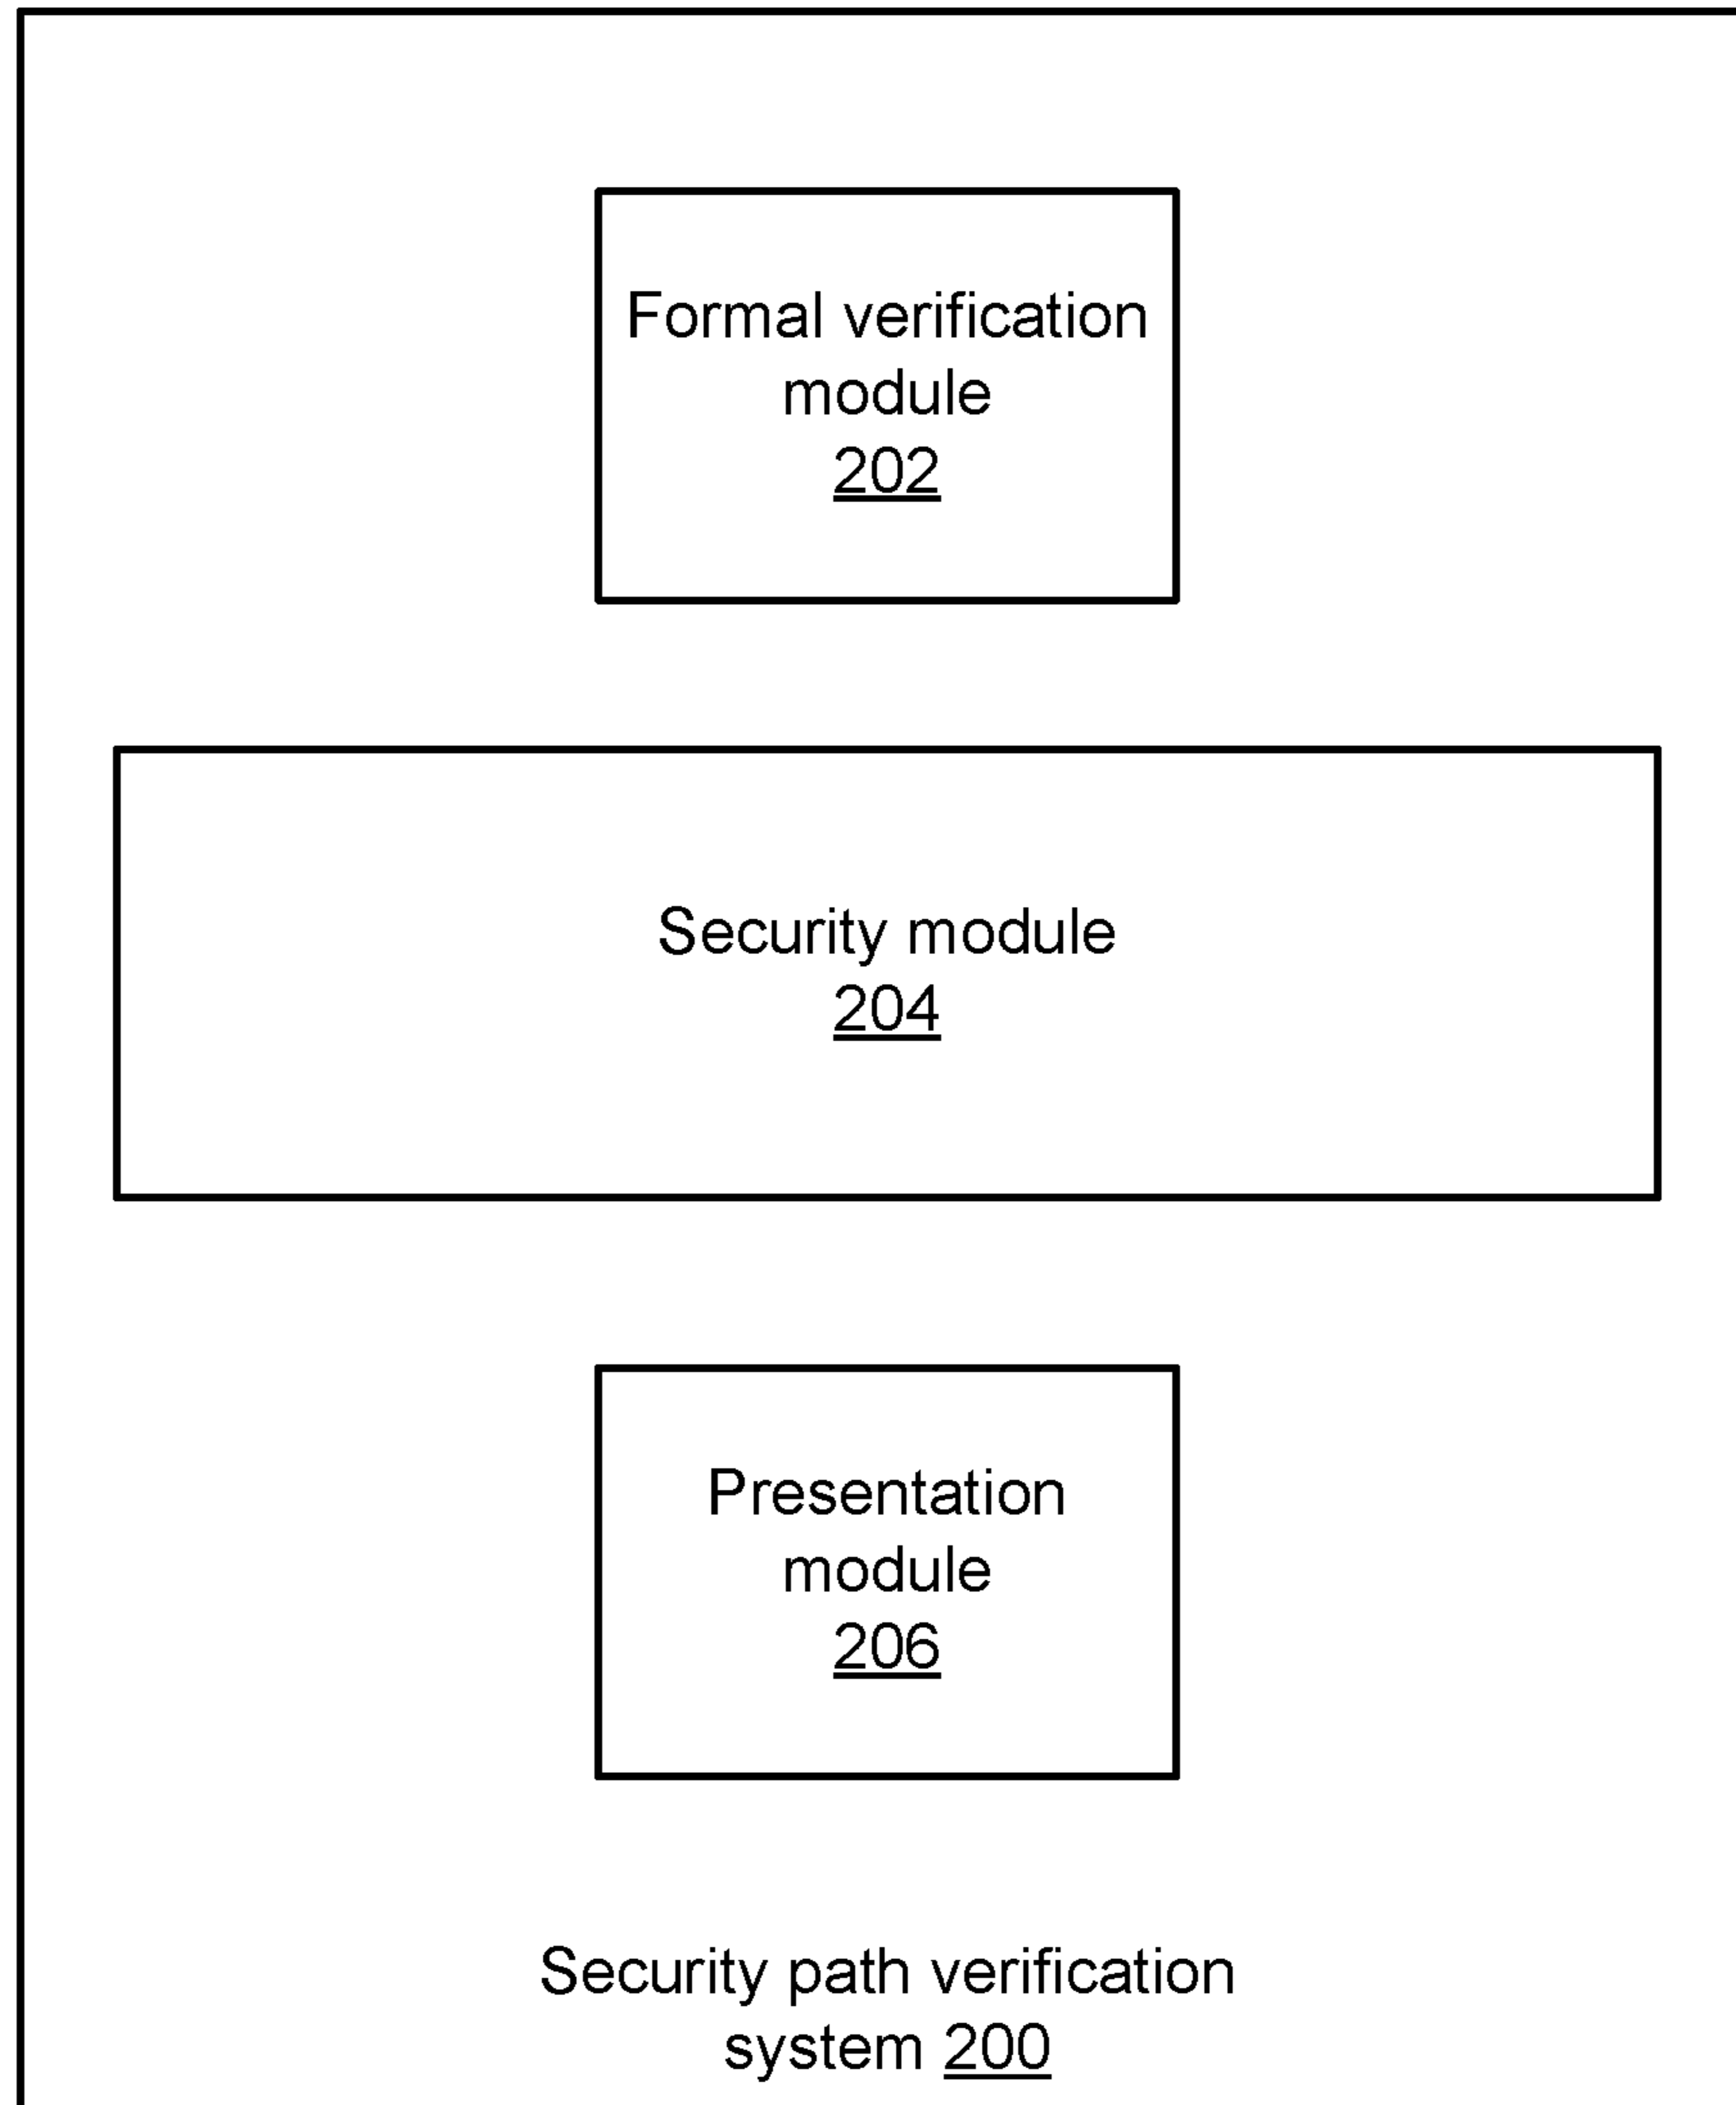 Formal verification
module
202
Security module
204
Presentation
module
206
Security path verification
system 200